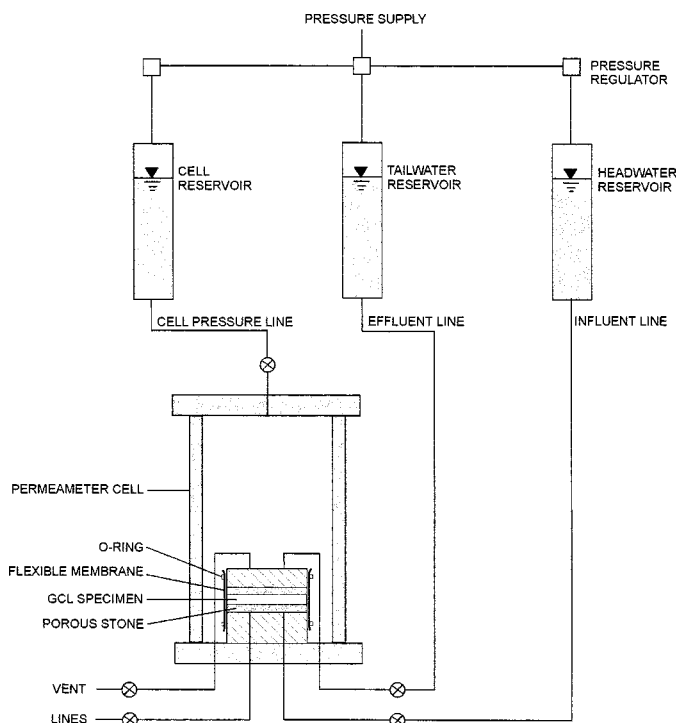 PRESSURE SUPPLY
PRESSURE
REGULATOR
CELL
RESERVOIR
TAILWATER
RESERVOIR
HEADWATER
RESERVOIR
CELL PRESSURE LINE
EFFLUENT LINE
INFLUENT LINE
PERMEAMETER CELL
O-RING
FLEXIBLE MEMBRANE
GCL SPECIMEN
POROUS STONE
VENT
LINES